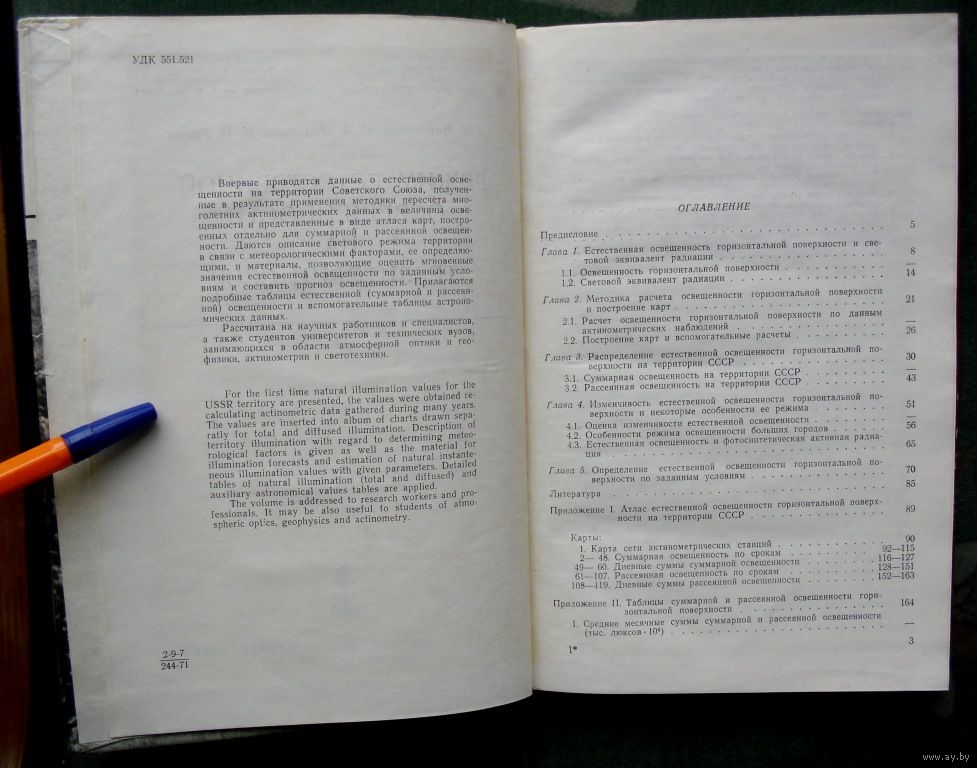 УДК 551.521
Впервые приводятся данные о естественной осве-
щенности на территории Советского Союза, получен-
ные в результате применения методики пересчета мно-
голетних актинометрических данных в величины осве-
щенности и представленные в виде атласа карт, постро-
енных отдельно для суммарной и рассеянной освещен-
ности. Даются описание светового режима территории
в связи с метеорологическими факторами, ее определяю-
щими, и материалы, позволяющие оценить мгновенные
значения естественной освещенности по заданным усло-
виям и составить прогноз освещенности. Прилагаются
подробные таблицы естественной (суммарной и рассеян-
ной) освещенности и вспомогательные таблицы астроно-
мических данных.
Рассчитана на научных работников и специалистов,
а также студентов университетов и технических вузов,
занимающихся в области атмосферной оптики и гео-
физики, актинометрии и светотехники.
For the first time natural illumination values for the
USSR territory are presented, the values were obtained re-
calculating actinometric data gathered during many years.
The values are inserted into album of charts drawn sepa-
ratly for total and diffused illumination. Description of
territory illumination with regard to determining meteo-
rological factors is given as well as the material for
illumination forecasts and estimation of natural instante-
neous illumination values with given parameters. Detailed
tables of natural illumination (total and diffused) and
auxiliary astronomical values tables are applied.
The volume is addressed to research workers and pro-
fessionals. It may be also useful to students of atmo-
spheric optics, geophysics and actinometry.
2-9-7
244-71
ОГЛАВЛЕНИЕ
Предисловие . . . . . . . . . . 5
Глава 1. Естественная освещенность горизонтальной поверхности и све-
товой эквивалент радиации . . . . . . . . . . 8
1.1. Освещенность горизонтальной поверхности . . . . . . . —
1.2. Световой эквивалент радиации . . . . . . . . . . 14
Глава 2. Методика расчета освещенности горизонтальной поверхности
и построение карт . . . . . . . . . . 21
2.1. Расчет освещенности горизонтальной поверхности по данным
актинометрических наблюдений . . . . . . . . . . —
2.2. Построение карт и вспомогательные расчеты . . . . . . 26
Глава 3. Распределение естественной освещенности горизонтальной по-
верхности на территории СССР . . . . . . . . . . 30
3.1. Суммарная освещенность на территории СССР . . . . . . —
3.2. Рассеянная освещенность на территории СССР . . . . . . 43
Глава 4. Изменчивость естественной освещенности горизонтальной по-
верхности и некоторые особенности ее режима . . . . . . 51
4.1. Оценка изменчивости естественной освещенности . . . . . . —
4.2. Особенности режима освещенности больших городов . . . . 56
4.3. Естественная освещенность и фотосинтетическая активная радиа-
ция . . . . . . . . . . 65
Глава 5. Определение естественной освещенности горизонтальной по-
верхности по заданным условиям . . . . . . . . . . 70
Литература . . . . . . . . . . 85
Приложение I. Атлас естественной освещенности горизонтальной поверх-
ности на территории СССР . . . . . . . . . . 89
Карты:
1. Карта сети актинометрических станций . . . . . . . 90
2— 48. Суммарная освещенность по срокам . . . . . . . 92—115
49— 60. Дневные суммы суммарной освещенности . . . . . . 116—127
61—107. Рассеянная освещенность по срокам . . . . . . . 128—151
108—119. Дневные суммы рассеянной освещенности . . . . . . 152—163
Приложение II. Таблицы суммарной и рассеянной освещенности гори-
зонтальной поверхности . . . . . . . . . . 164
1. Средние месячные суммы суммарной и рассеянной освещенности
(тыс. люксов · 10⁴) . . . . . . . . . . —
1*
3
www.ay.by